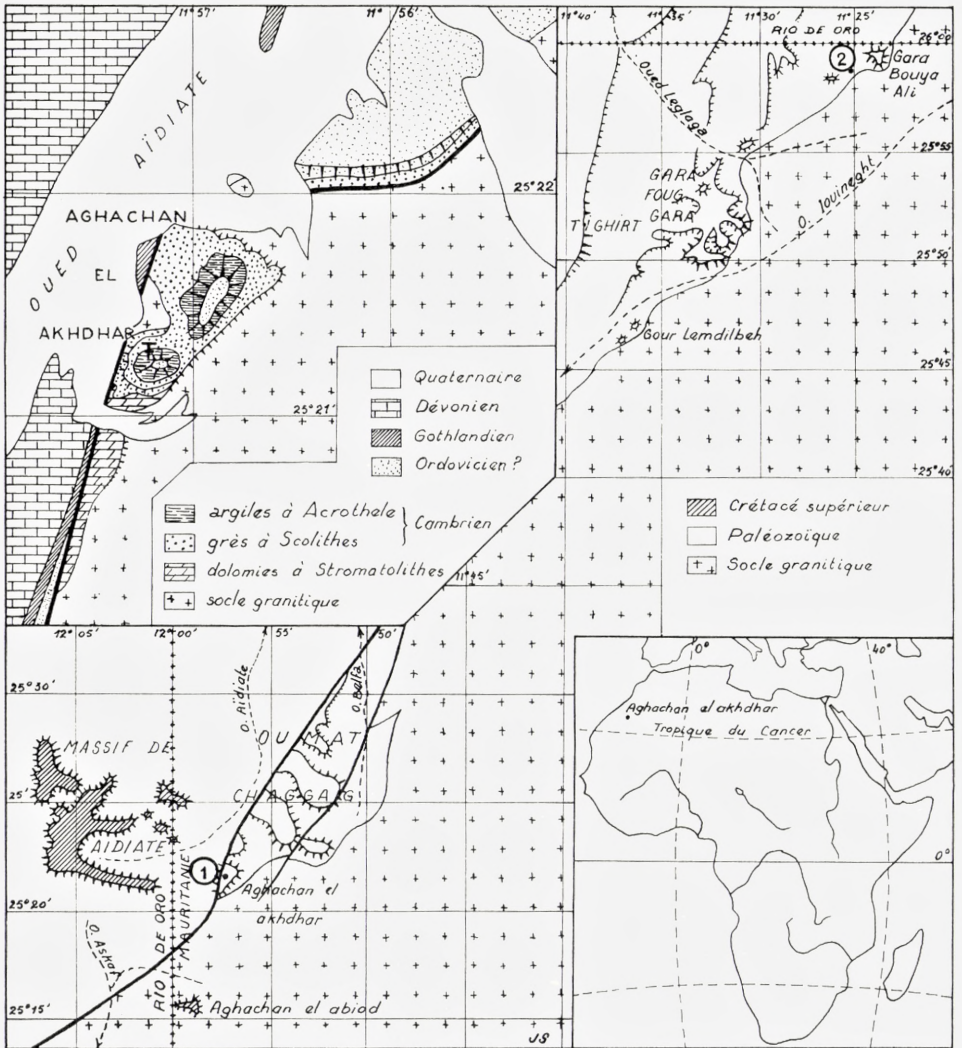 11°57'
11° 56'
OUED
AÏDIATE
25°22'
AGHACHAN
EL
AKHDHAR
25°21'
Quaternaire
Dévonien
Gothlandien
Ordovicien ?
argiles à Acrothele
grès à Scolithes
Cambrien
dolomies à Stromatolithes
socle granitique
11°40'
11°35'
11°30'
11°25'
RIO DE ORO
26°00'
2
Gara
Bouya
Ali
Oued Leglaga
25°55'
GARA
FOUG
GARA
TIGHIRT
O. Iouineght
25°50'
Gour Lemdilbeh
25°45'
25°40'
Crétacé supérieur
Paléozoïque
Socle granitique
11°45'
12°05'
12°00'
55'
50'
25°30'
O. Aïdiate
O. Bella
MASSIF DE
AIDIATE
OUMAT
CHAGGAG
25'
1
Aghachan el
akhdhar
25°20'
RIO DE ORO
MAURITANIE
O. Askaf
25°15'
Aghachan el abiod
JS
0°
40°
Aghachan el akhdhar
Tropique du Cancer
0°